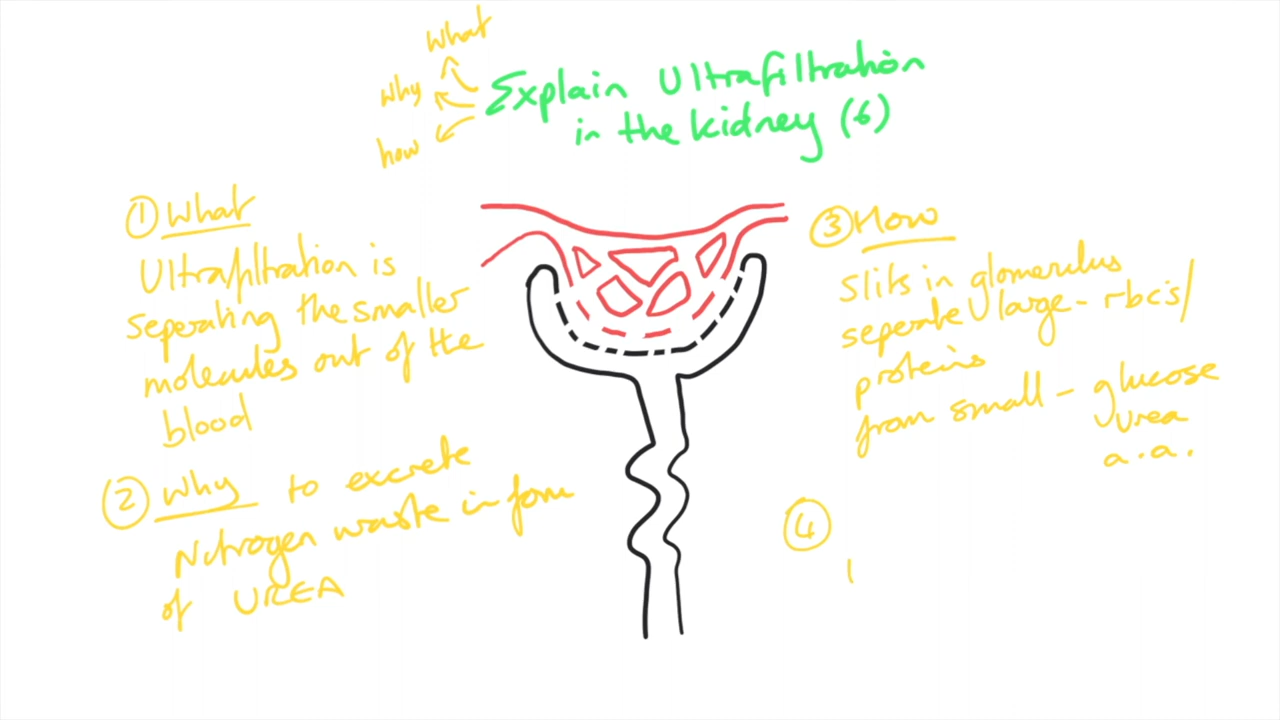 What
Why
how
Explain Ultrafiltration
in the kidney (6)
① What
Ultrafiltration is
seperating the smaller
molecules out of the
blood
② Why to excrete
Nitrogen waste in form
of UREA
③ How
Slits in glomerulus
seperate large - rbc's/
proteins
from small - glucose
urea
a.a.
④